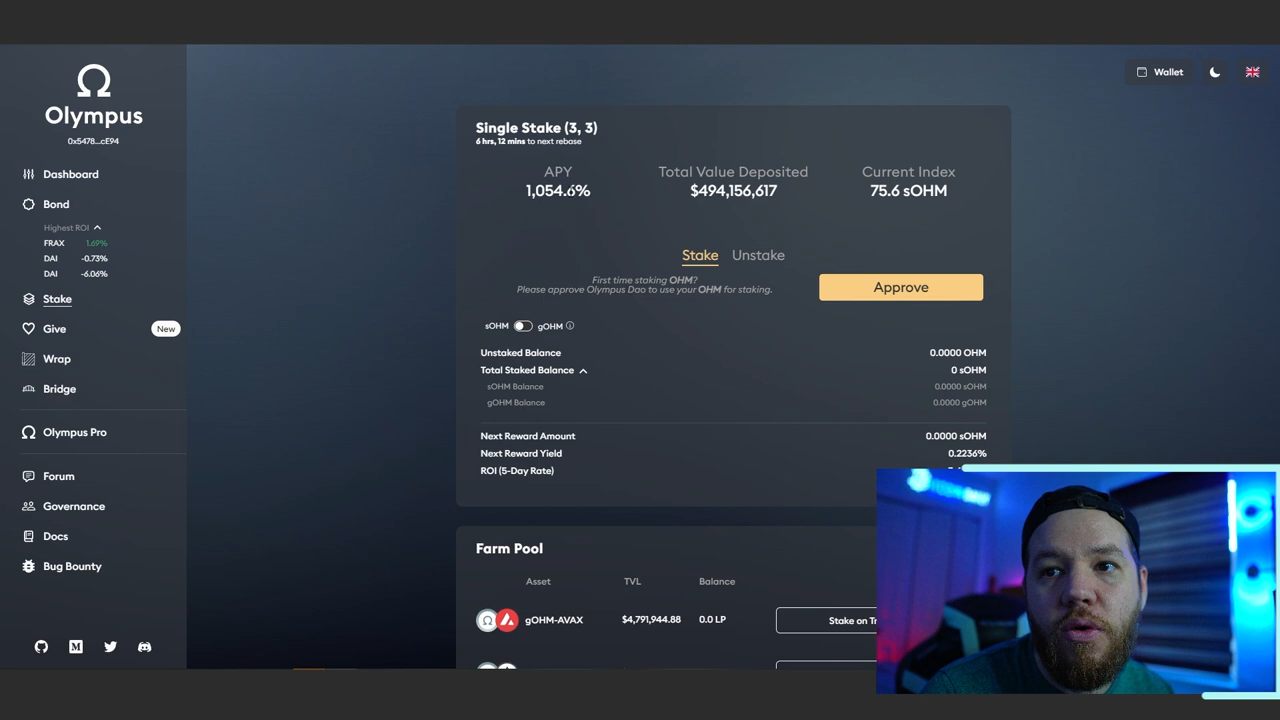 Olympus
0x5478...cE94
Dashboard
Bond
Highest ROI
FRAX 1.69%
DAI -0.73%
DAI -6.06%
Stake
Give New
Wrap
Bridge
Olympus Pro
Forum
Governance
Docs
Bug Bounty
Wallet
Single Stake (3, 3)
6 hrs, 12 mins to next rebase
APY Total Value Deposited Current Index
1,054.6% $494,156,617 75.6 sOHM
Stake Unstake
First time staking OHM?
Please approve Olympus Dao to use your OHM for staking.
Approve
sOHM gOHM
Unstaked Balance 0.0000 OHM
Total Staked Balance 0 sOHM
sOHM Balance 0.0000 sOHM
gOHM Balance 0.0000 gOHM
Next Reward Amount 0.0000 sOHM
Next Reward Yield 0.2236%
ROI (5-Day Rate)
Farm Pool
Asset TVL Balance
gOHM-AVAX $4,791,944.88 0.0 LP Stake on Tr